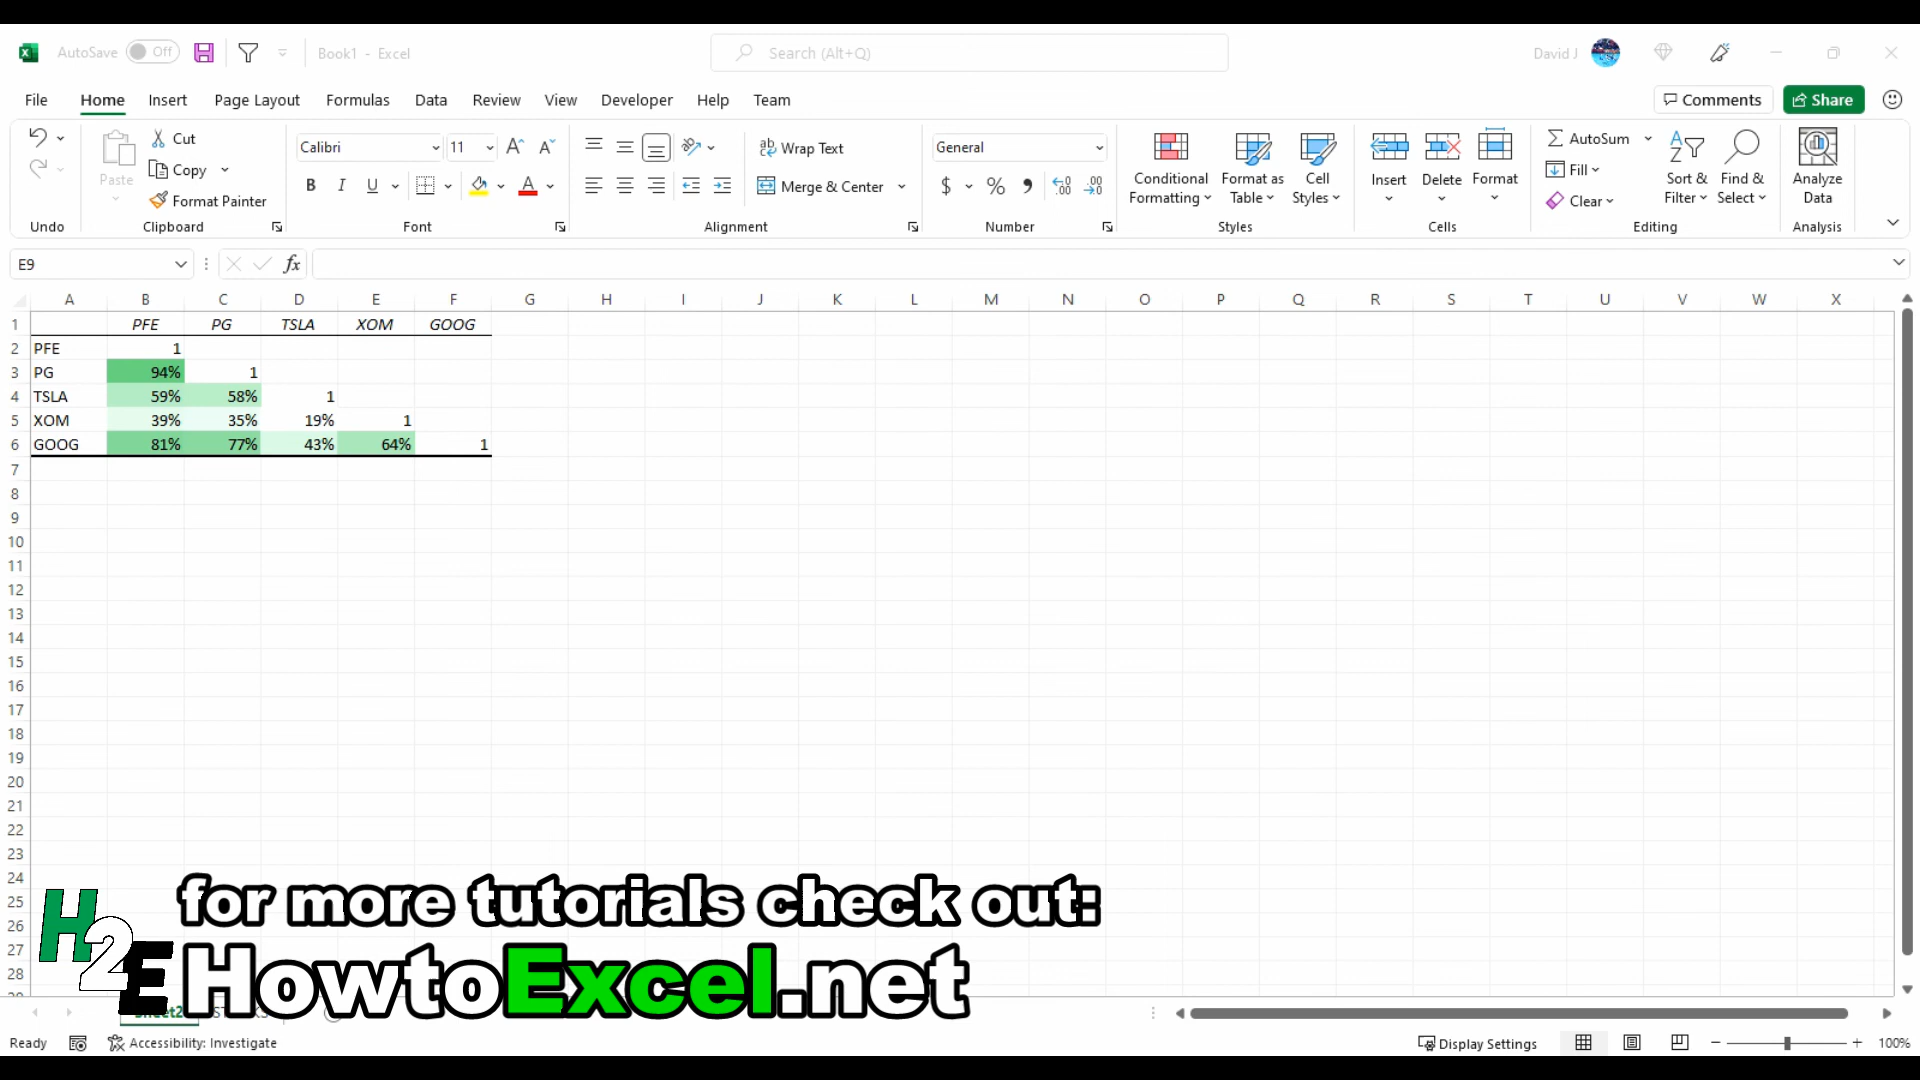 AutoSave Off Book1 - Excel Search (Alt+Q) David J
File Home Insert Page Layout Formulas Data Review View Developer Help Team Comments Share
Undo
Paste Cut Copy Format Painter
Clipboard
Calibri 11
B I U A
Font
Wrap Text
Merge & Center
Alignment
General
$ % 9 .00 .00
Number
Conditional Formatting Format as Table Cell Styles
Styles
Insert Delete Format
Cells
AutoSum Fill Clear Sort & Filter Find & Select
Editing
Analyze Data
Analysis
E9 fx
A B C D E F G H I J K L M N O P Q R S T U V W X
1 PFE PG TSLA XOM GOOG
2 PFE 1
3 PG 94% 1
4 TSLA 59% 58% 1
5 XOM 39% 35% 19% 1
6 GOOG 81% 77% 43% 64% 1
7
8
9
10
11
12
13
14
15
16
17
18
19
20
21
22
23
24
25
26
27
28
for more tutorials check out:
H2E HowtoExcel.net
Ready Accessibility: Investigate Display Settings 100%